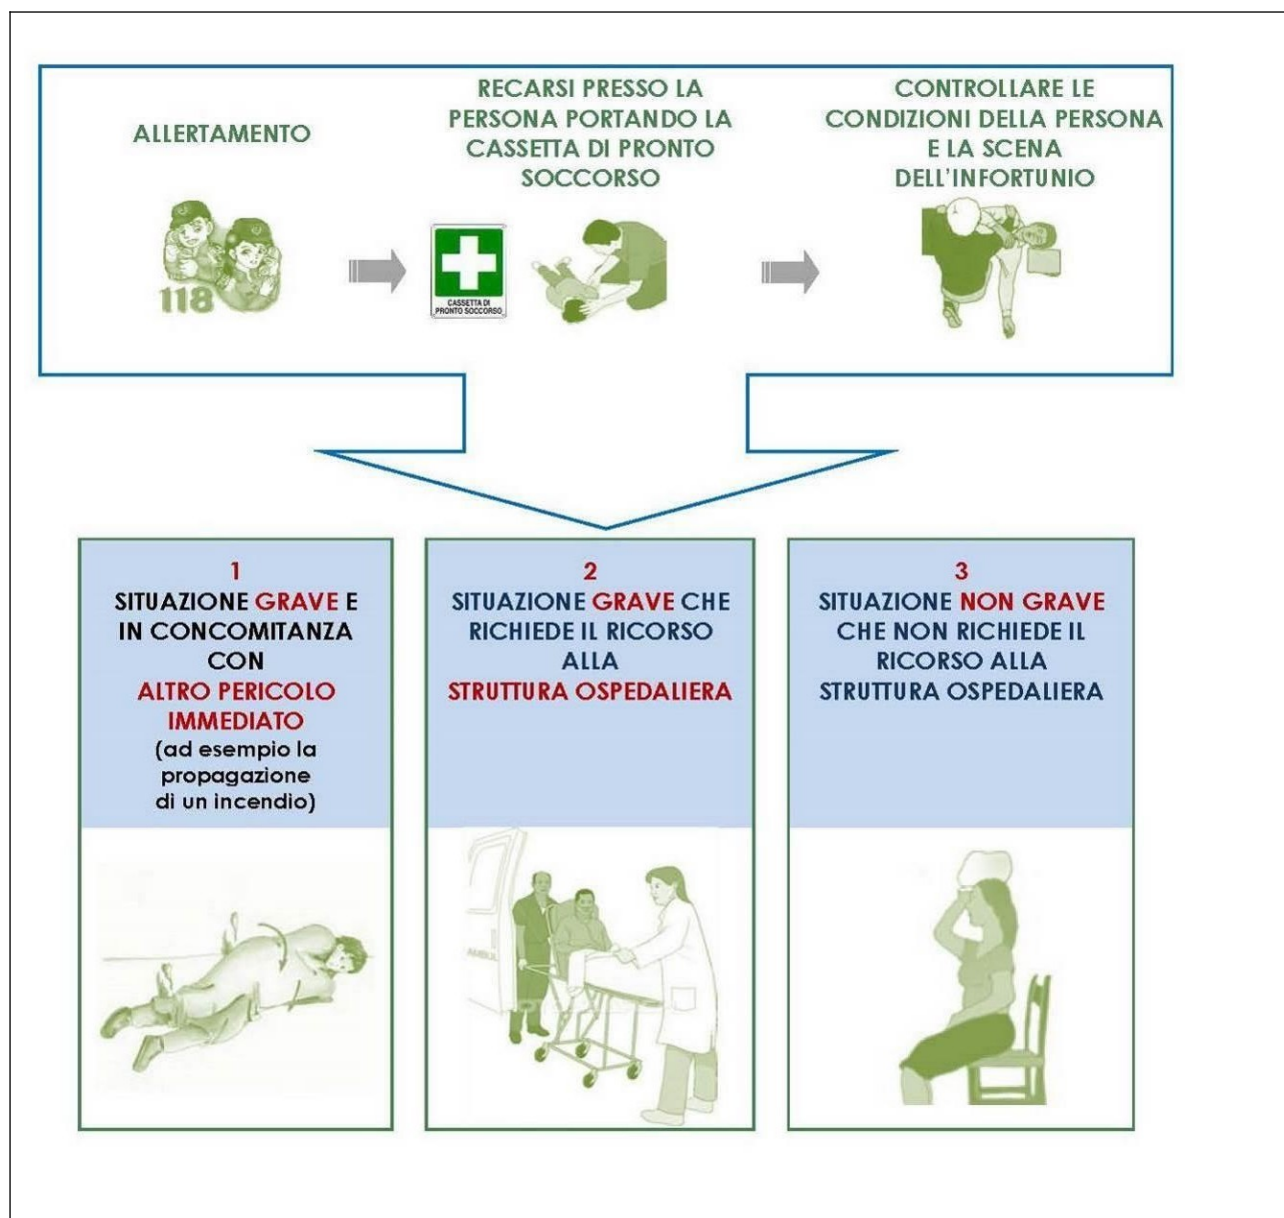 ALLERTAMENTO
118
RECARSI PRESSO LA
PERSONA PORTANDO LA
CASSETTA DI PRONTO
SOCCORSO
CASSETTA DI
PRONTO SOCCORSO
CONTROLLARE LE
CONDIZIONI DELLA PERSONA
E LA SCENA
DELL'INFORTUNIO
1
SITUAZIONE GRAVE E
IN CONCOMITANZA
CON
ALTRO PERICOLO
IMMEDIATO
(ad esempio la
propagazione
di un incendio)
2
SITUAZIONE GRAVE CHE
RICHIEDE IL RICORSO
ALLA
STRUTTURA OSPEDALIERA
3
SITUAZIONE NON GRAVE
CHE NON RICHIEDE IL
RICORSO ALLA
STRUTTURA OSPEDALIERA